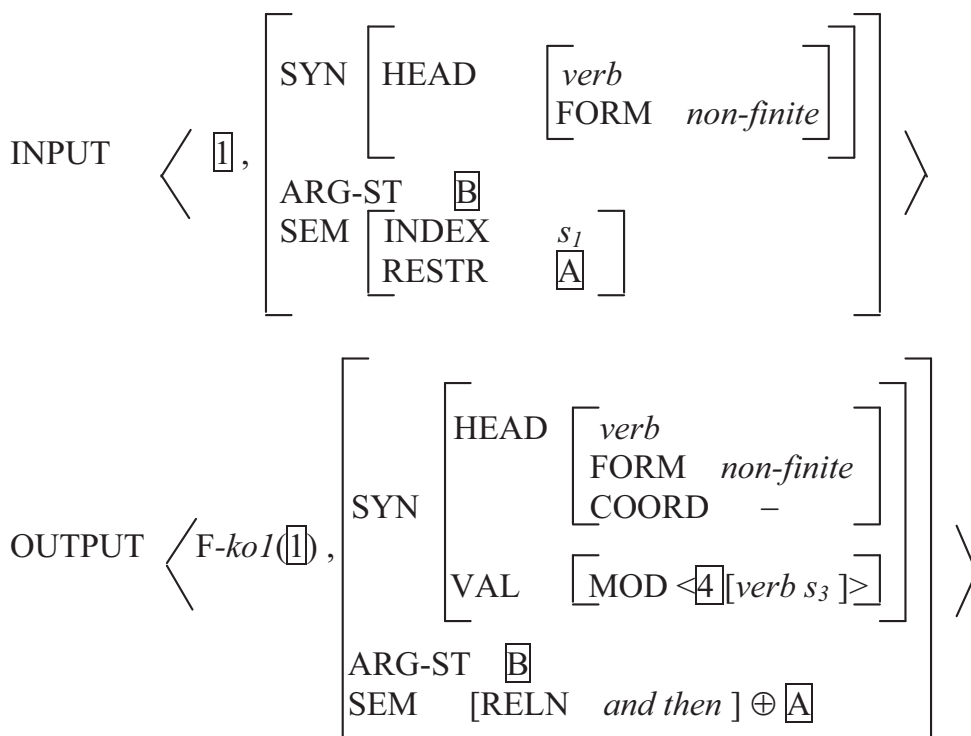 SYN HEAD verb
FORM non-finite
INPUT 1 ,
ARG-ST B
SEM INDEX s1
RESTR A
HEAD verb
FORM non-finite
COORD –
SYN
OUTPUT F-ko1(1) ,
VAL MOD <4 [verb s3 ]>
ARG-ST B
SEM [RELN and then ] ⊕ A